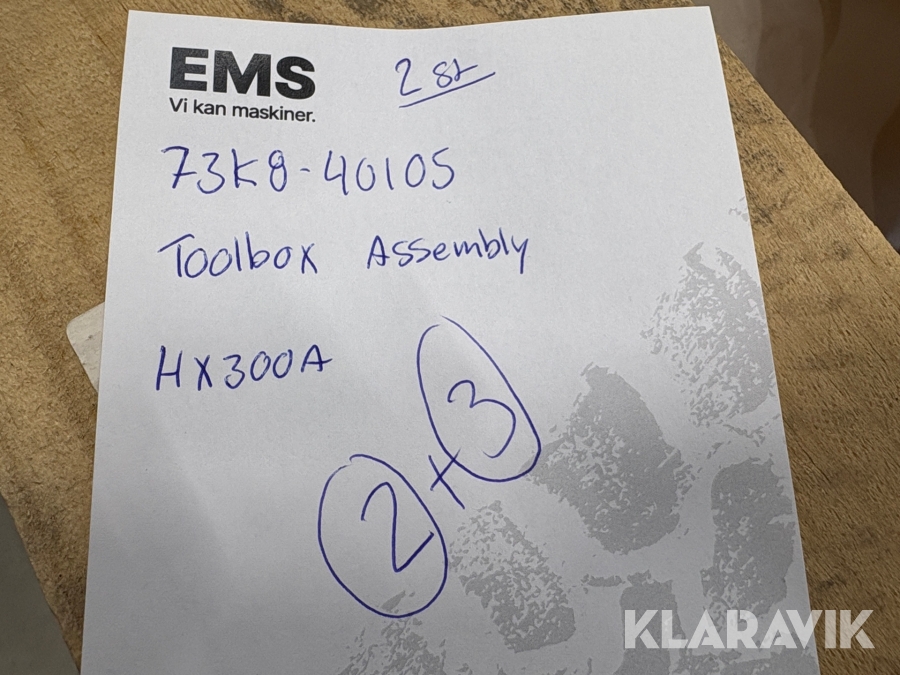 EMS
Vi kan maskiner.
2 st
73K8-40105
Toolbox Assembly
HX300A
2 + 3
KLARAVIK